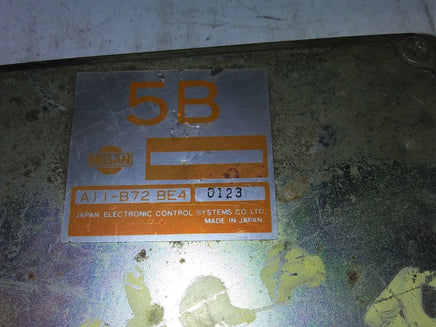 5B
NISSAN
A11-B72 BE4 0123
JAPAN ELECTRONIC CONTROL SYSTEMS CO.,LTD.
MADE IN JAPAN